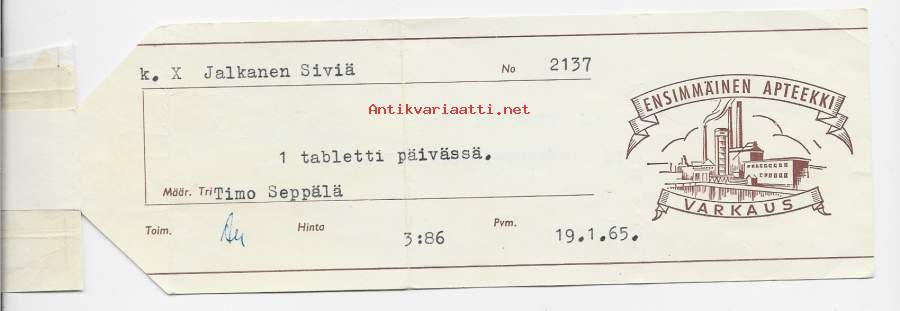 k. X Jalkanen Siviä No 2137
Antikvariaatti.net
ENSIMMÄINEN APTEEKKI
1 tabletti päivässä.
Määr. Tri Timo Seppälä
VARKAUS
Toim. Hinta 3:86 Pvm. 19.1.65.